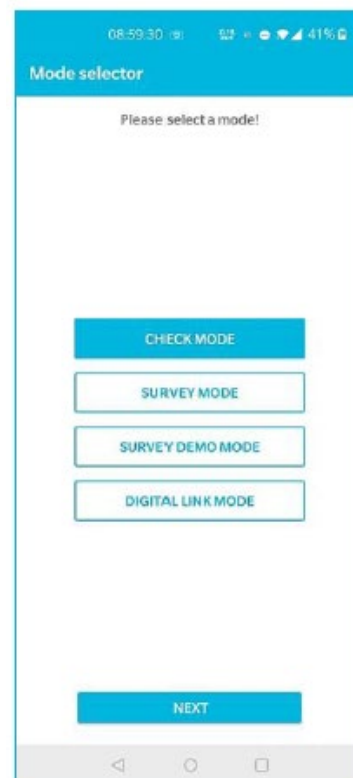 08:59:30 41%
Mode selector
Please select a mode!
CHECK MODE
SURVEY MODE
SURVEY DEMO MODE
DIGITAL LINK MODE
NEXT